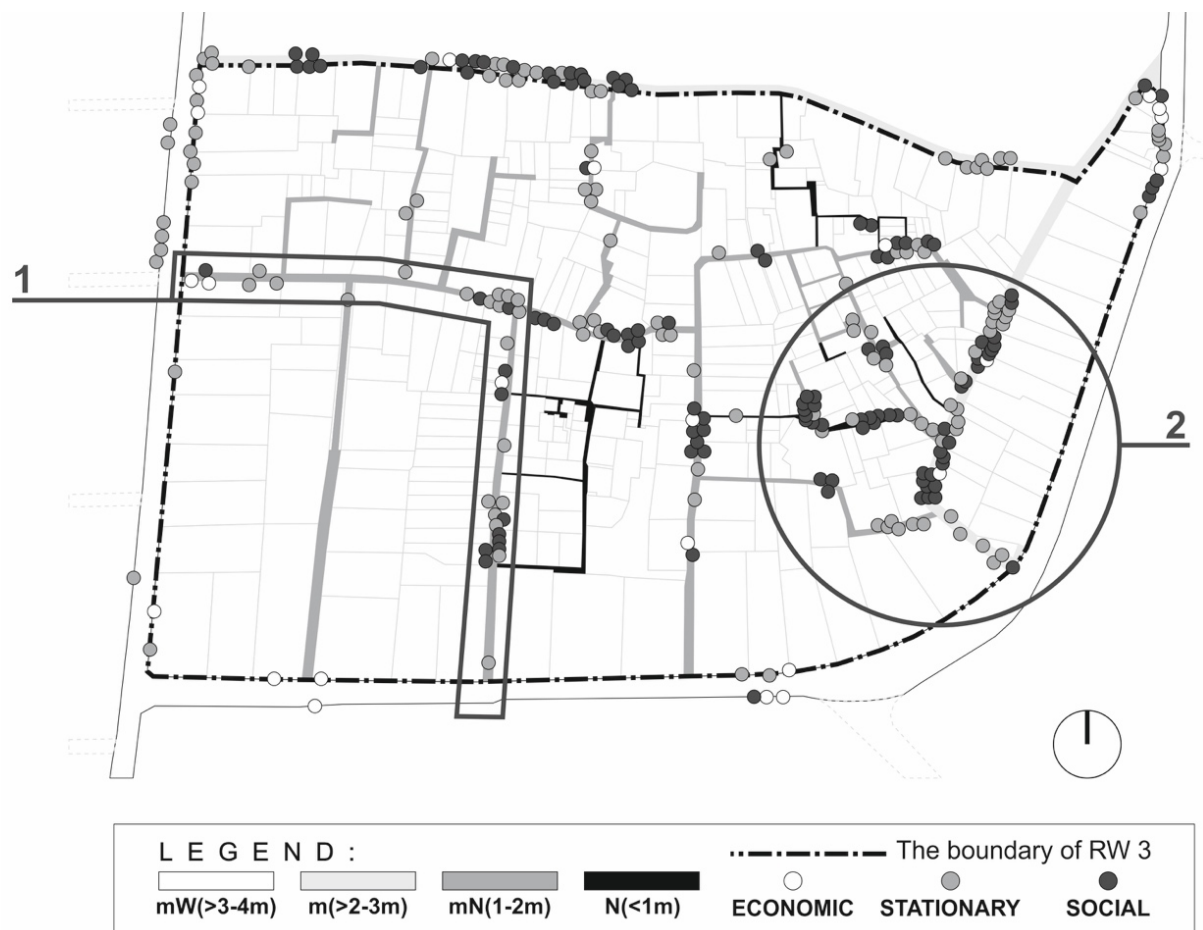 1
2
L E G E N D :
The boundary of RW 3
mW(>3-4m) m(>2-3m) mN(1-2m) N(<1m) ECONOMIC STATIONARY SOCIAL